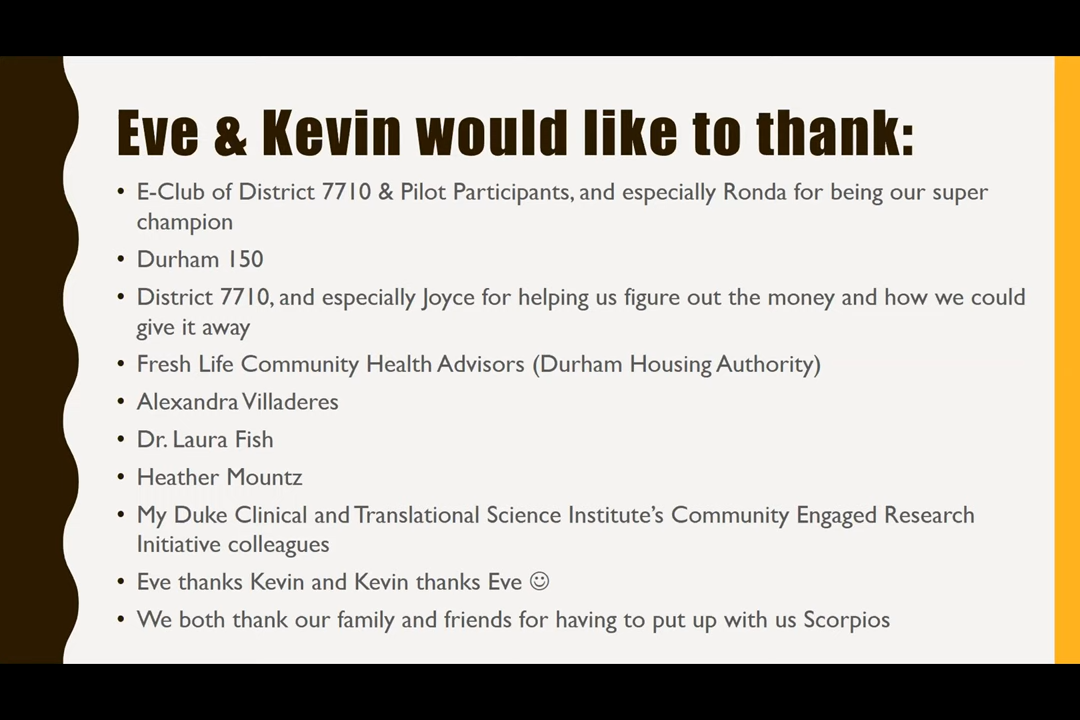 Eve & Kevin would like to thank:
• E-Club of District 7710 & Pilot Participants, and especially Ronda for being our super
champion
• Durham 150
• District 7710, and especially Joyce for helping us figure out the money and how we could
give it away
• Fresh Life Community Health Advisors (Durham Housing Authority)
• Alexandra Villaderes
• Dr. Laura Fish
• Heather Mountz
• My Duke Clinical and Translational Science Institute’s Community Engaged Research
Initiative colleagues
• Eve thanks Kevin and Kevin thanks Eve ☺
• We both thank our family and friends for having to put up with us Scorpios